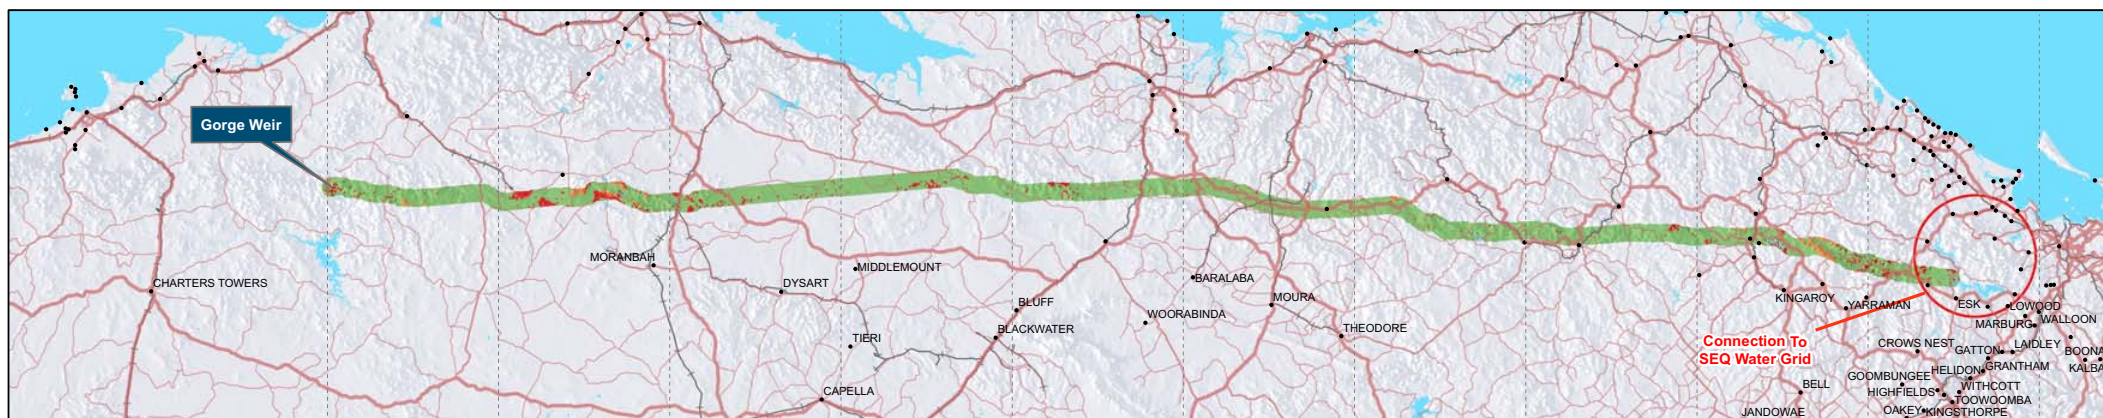 Gorge Weir
CHARTERS TOWERS
MORANBAH
DYSART
MIDDLEMOUNT
TIERI
CAPELLA
BLUFF
BLACKWATER
WOORABINDA
BARALABA
MOURA
THEODORE
KINGAROY
YARRAMAN
ESK
LOWOOD
MARBURG
WALLOON
Connection To
SEQ Water Grid
CROWS NEST
GATTON
LAIDLEY
BOONA
KALBA
GOOMBUNGEE
HELIDON
GRANTHAM
HIGHFIELDS
WITHCOTT
TOOWOOMBA
BELL
JANDOWAE
OAKEY
KINGSTHORPE